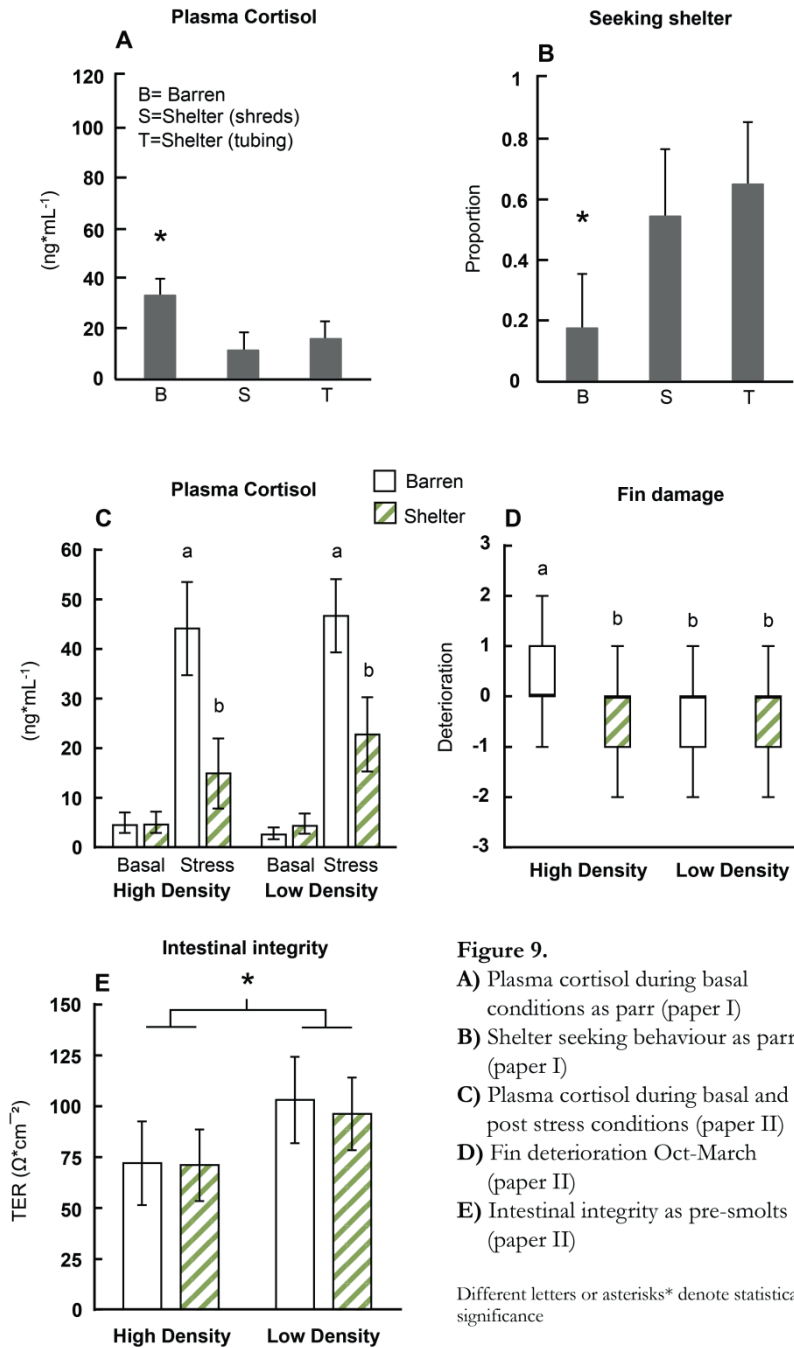 Plasma Cortisol
A
120
100
80
60
40
20
0
(ng*mL⁻¹)
B= Barren
S=Shelter (shreds)
T=Shelter (tubing)
*
B S T
Seeking shelter
B
1
0.8
0.6
0.4
0.2
0
Proportion
*
B S T
Plasma Cortisol
Barren
Shelter
C
60
50
40
30
20
10
0
(ng*mL⁻¹)
a
b
a
b
Basal Stress Basal Stress
High Density Low Density
Fin damage
D
3
2
1
0
-1
-2
-3
Deterioration
a
b
b
b
High Density Low Density
Intestinal integrity
E
150
125
100
75
50
25
0
TER (Ω*cm⁻²)
*
High Density Low Density
Figure 9.
A) Plasma cortisol during basal
conditions as parr (paper I)
B) Shelter seeking behaviour as parr
(paper I)
C) Plasma cortisol during basal and
post stress conditions (paper II)
D) Fin deterioration Oct-March
(paper II)
E) Intestinal integrity as pre-smolts
(paper II)
Different letters or asterisks* denote statistica
significance